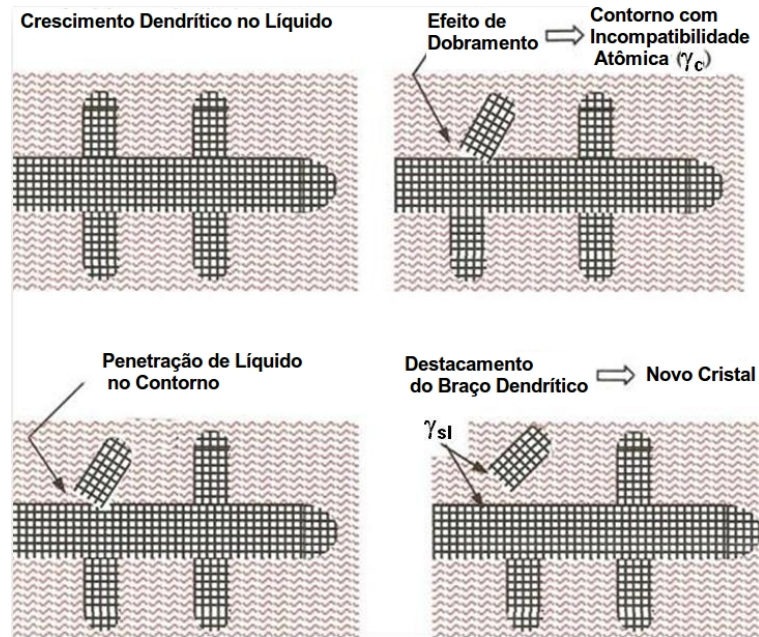 Crescimento Dendrítico no Líquido
Efeito de
Dobramento
Contorno com
Incompatibilidade
Atômica (γc)
Penetração de Líquido
no Contorno
Destacamento
do Braço Dendrítico
Novo Cristal
γsl